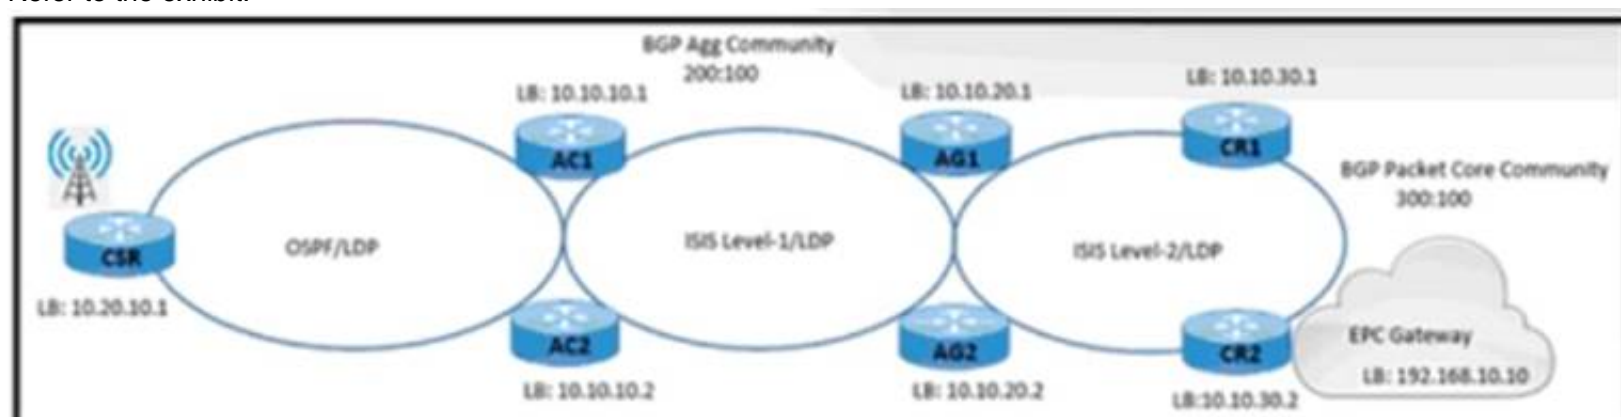 Refer to the exhibit.
BGP Agg Community
200:100
LB: 10.10.10.1
LB: 10.10.20.1
LB: 10.10.30.1
AC1
AG1
CR1
BGP Packet Core Community
300:100
CSR
OSPF/LDP
ISIS Level-1/LDP
ISIS Level-2/LDP
LB: 10.20.10.1
AC2
AG2
CR2
EPC Gateway
LB: 192.168.10.10
LB: 10.10.10.2
LB: 10.10.20.2
LB:10.10.30.2